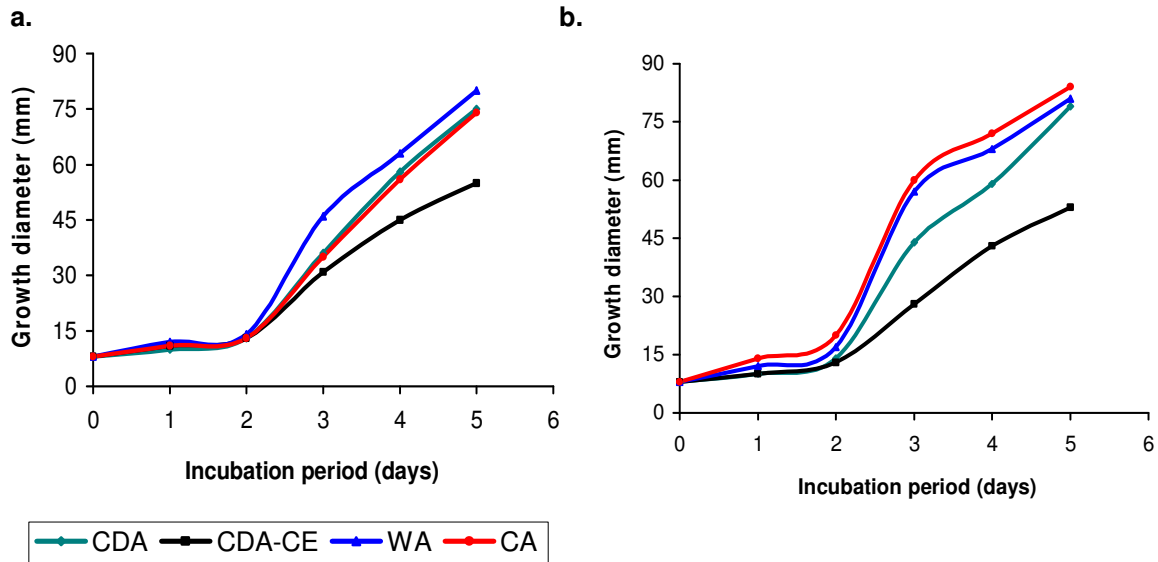 a.
90
75
60
45
30
15
0
0 1 2 3 4 5 6
Growth diameter (mm)
Incubation period (days)
b.
90
75
60
45
30
15
0
0 1 2 3 4 5 6
Growth diameter (mm)
Incubation period (days)
CDA CDA-CE WA CA